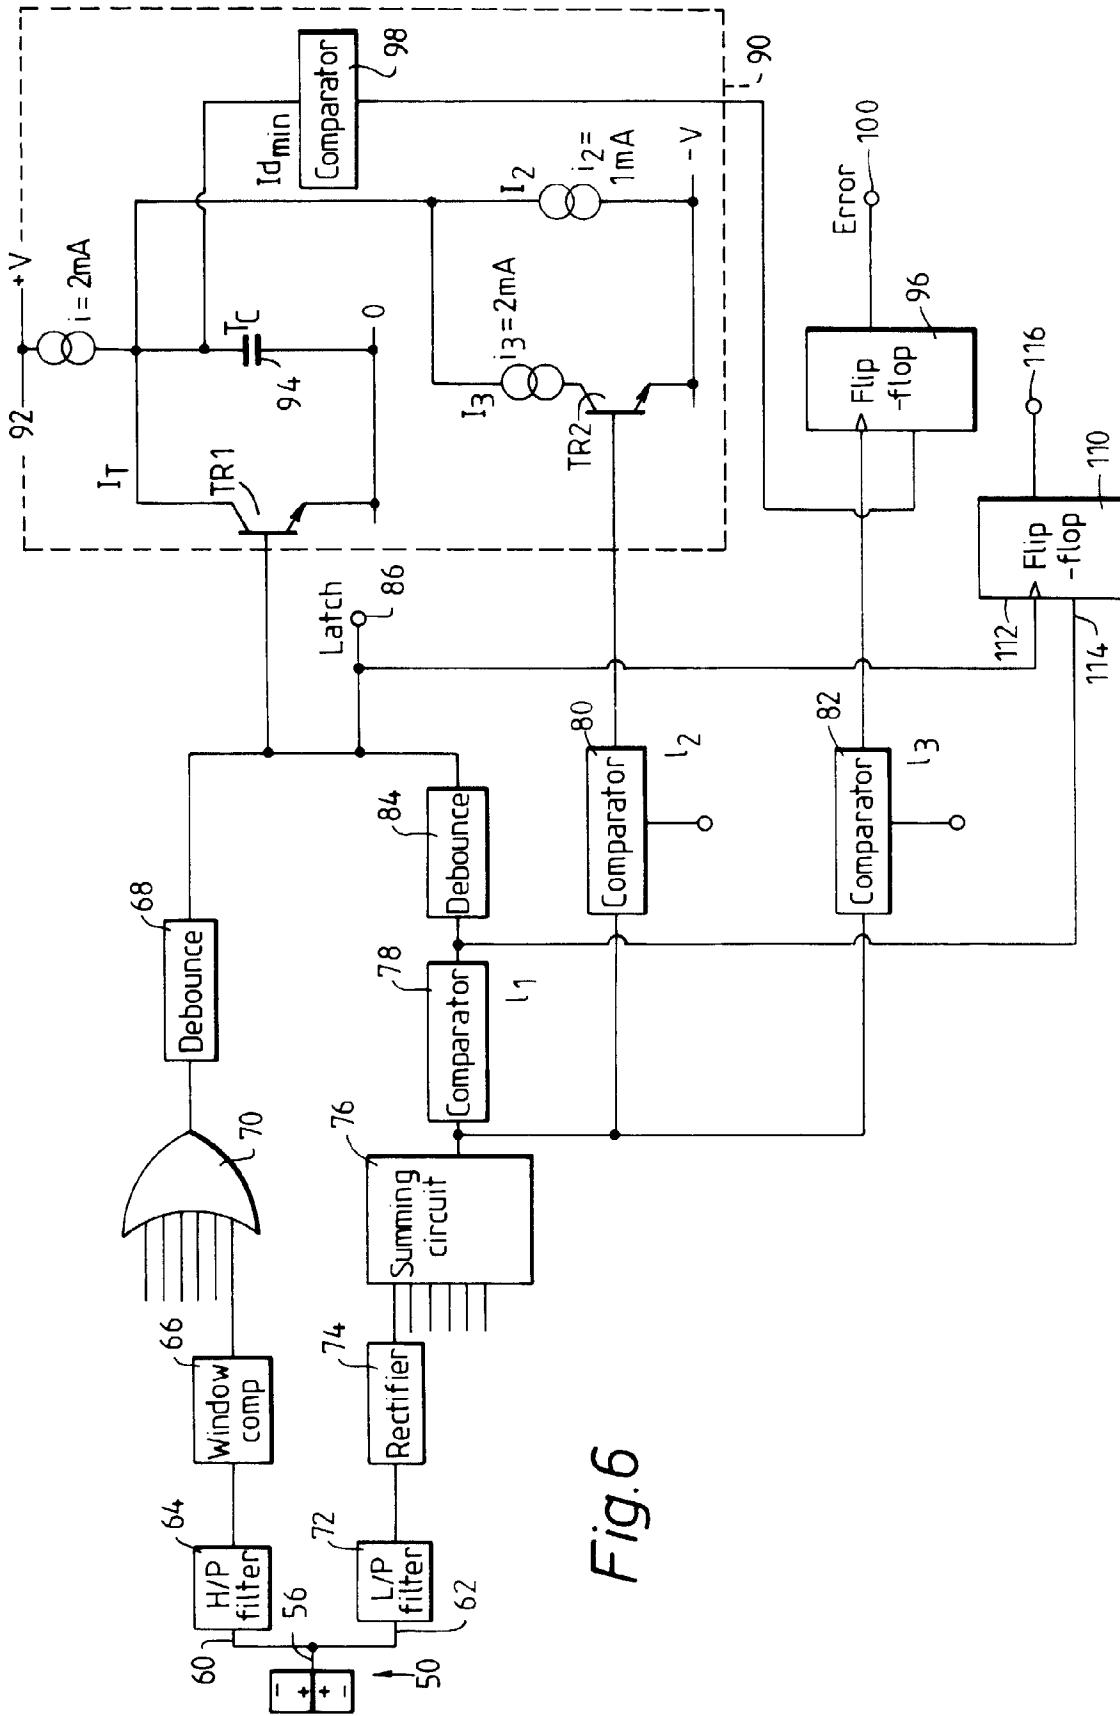 92
+V
i = 2mA
IT
TR1
TC
94
0
Idmin
Comparator
98
I3
i3 = 2mA
I2
i2 =
1mA
TR2
-V
90
Latch
86
Error
100
Flip
-flop
96
116
Flip
-flop
110
112
114
68
Debounce
84
Debounce
78
Comparator
l1
80
Comparator
l2
82
Comparator
l3
70
76
Summing
circuit
66
Window
comp
74
Rectifier
64
H/P
filter
72
L/P
filter
60
56
62
-
+
+
-
50
Fig.6